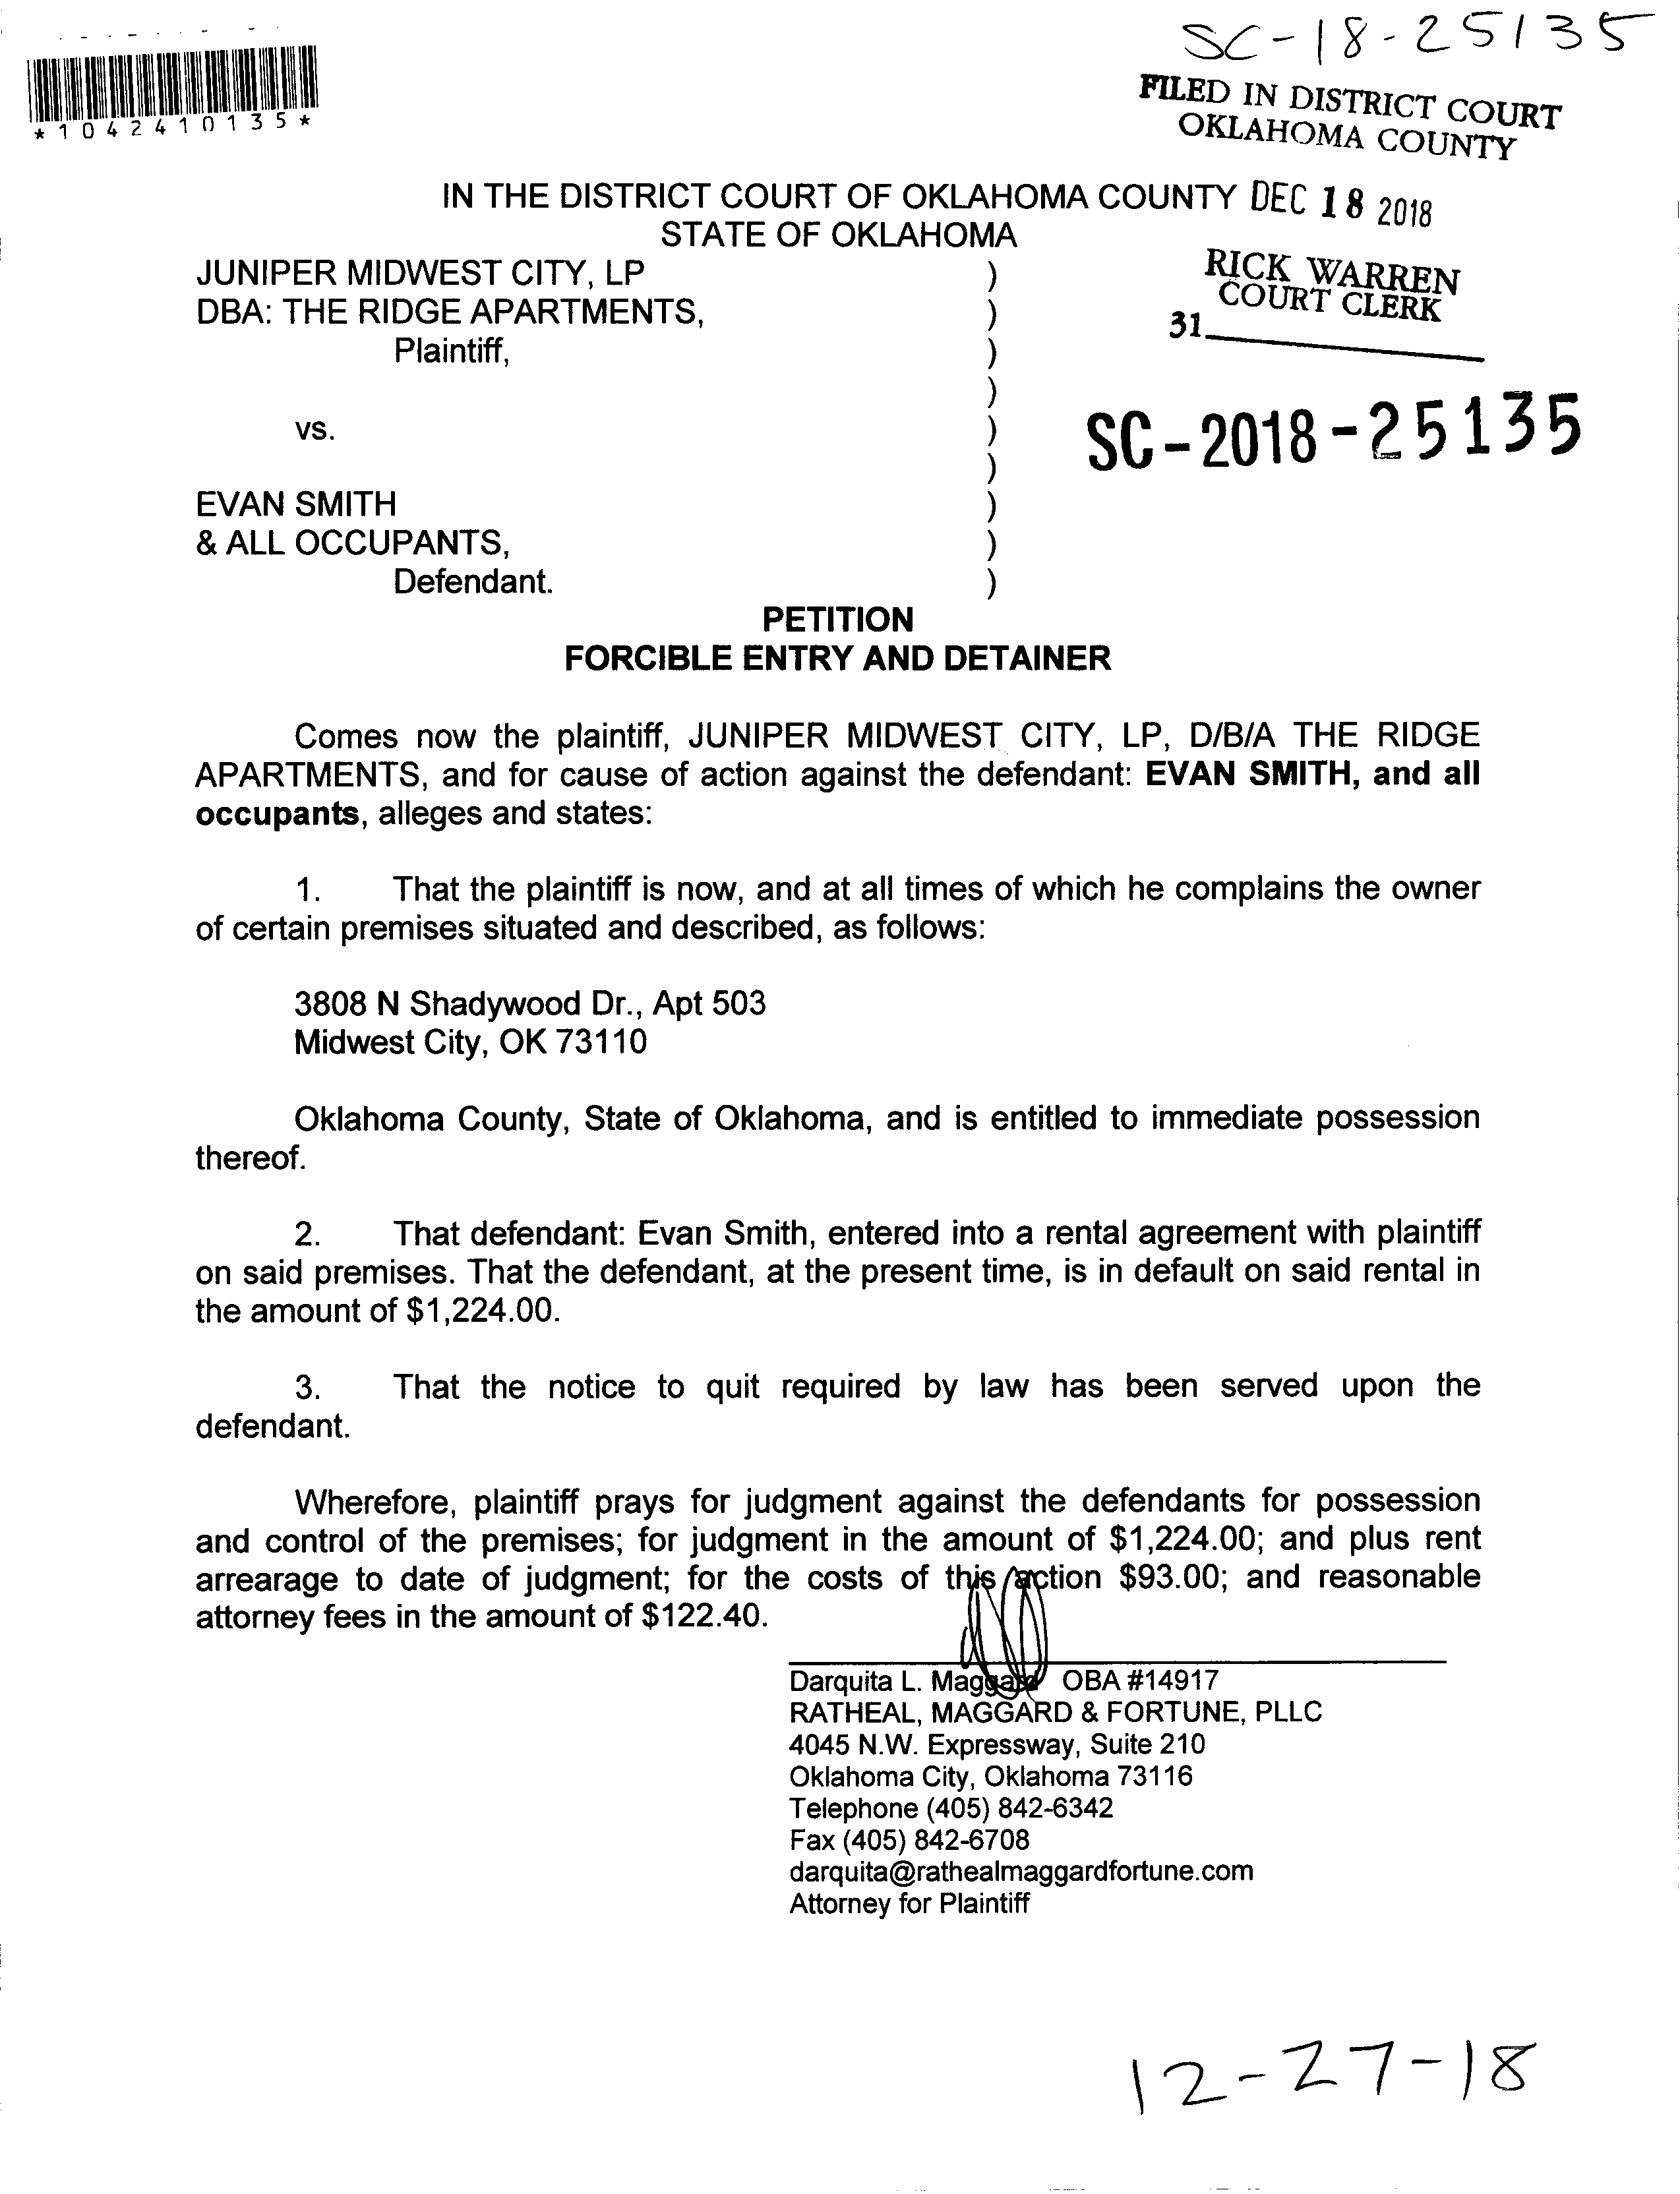 SC-18-25135
*1042410135*
FILED IN DISTRICT COURT
OKLAHOMA COUNTY
IN THE DISTRICT COURT OF OKLAHOMA COUNTY DEC 18 2018
STATE OF OKLAHOMA
JUNIPER MIDWEST CITY, LP )
DBA: THE RIDGE APARTMENTS, )
Plaintiff, )
)
vs. )
)
EVAN SMITH )
& ALL OCCUPANTS, )
Defendant. )
RICK WARREN
COURT CLERK
31
SC-2018-25135
PETITION
FORCIBLE ENTRY AND DETAINER
Comes now the plaintiff, JUNIPER MIDWEST CITY, LP, D/B/A THE RIDGE
APARTMENTS, and for cause of action against the defendant: EVAN SMITH, and all
occupants, alleges and states:
1. That the plaintiff is now, and at all times of which he complains the owner
of certain premises situated and described, as follows:
3808 N Shadywood Dr., Apt 503
Midwest City, OK 73110
Oklahoma County, State of Oklahoma, and is entitled to immediate possession
thereof.
2. That defendant: Evan Smith, entered into a rental agreement with plaintiff
on said premises. That the defendant, at the present time, is in default on said rental in
the amount of $1,224.00.
3. That the notice to quit required by law has been served upon the
defendant.
Wherefore, plaintiff prays for judgment against the defendants for possession
and control of the premises; for judgment in the amount of $1,224.00; and plus rent
arrearage to date of judgment; for the costs of this action $93.00; and reasonable
attorney fees in the amount of $122.40.
Darquita L. Maggard OBA #14917
RATHEAL, MAGGARD & FORTUNE, PLLC
4045 N.W. Expressway, Suite 210
Oklahoma City, Oklahoma 73116
Telephone (405) 842-6342
Fax (405) 842-6708
darquita@rathealmaggardfortune.com
Attorney for Plaintiff
12-27-18